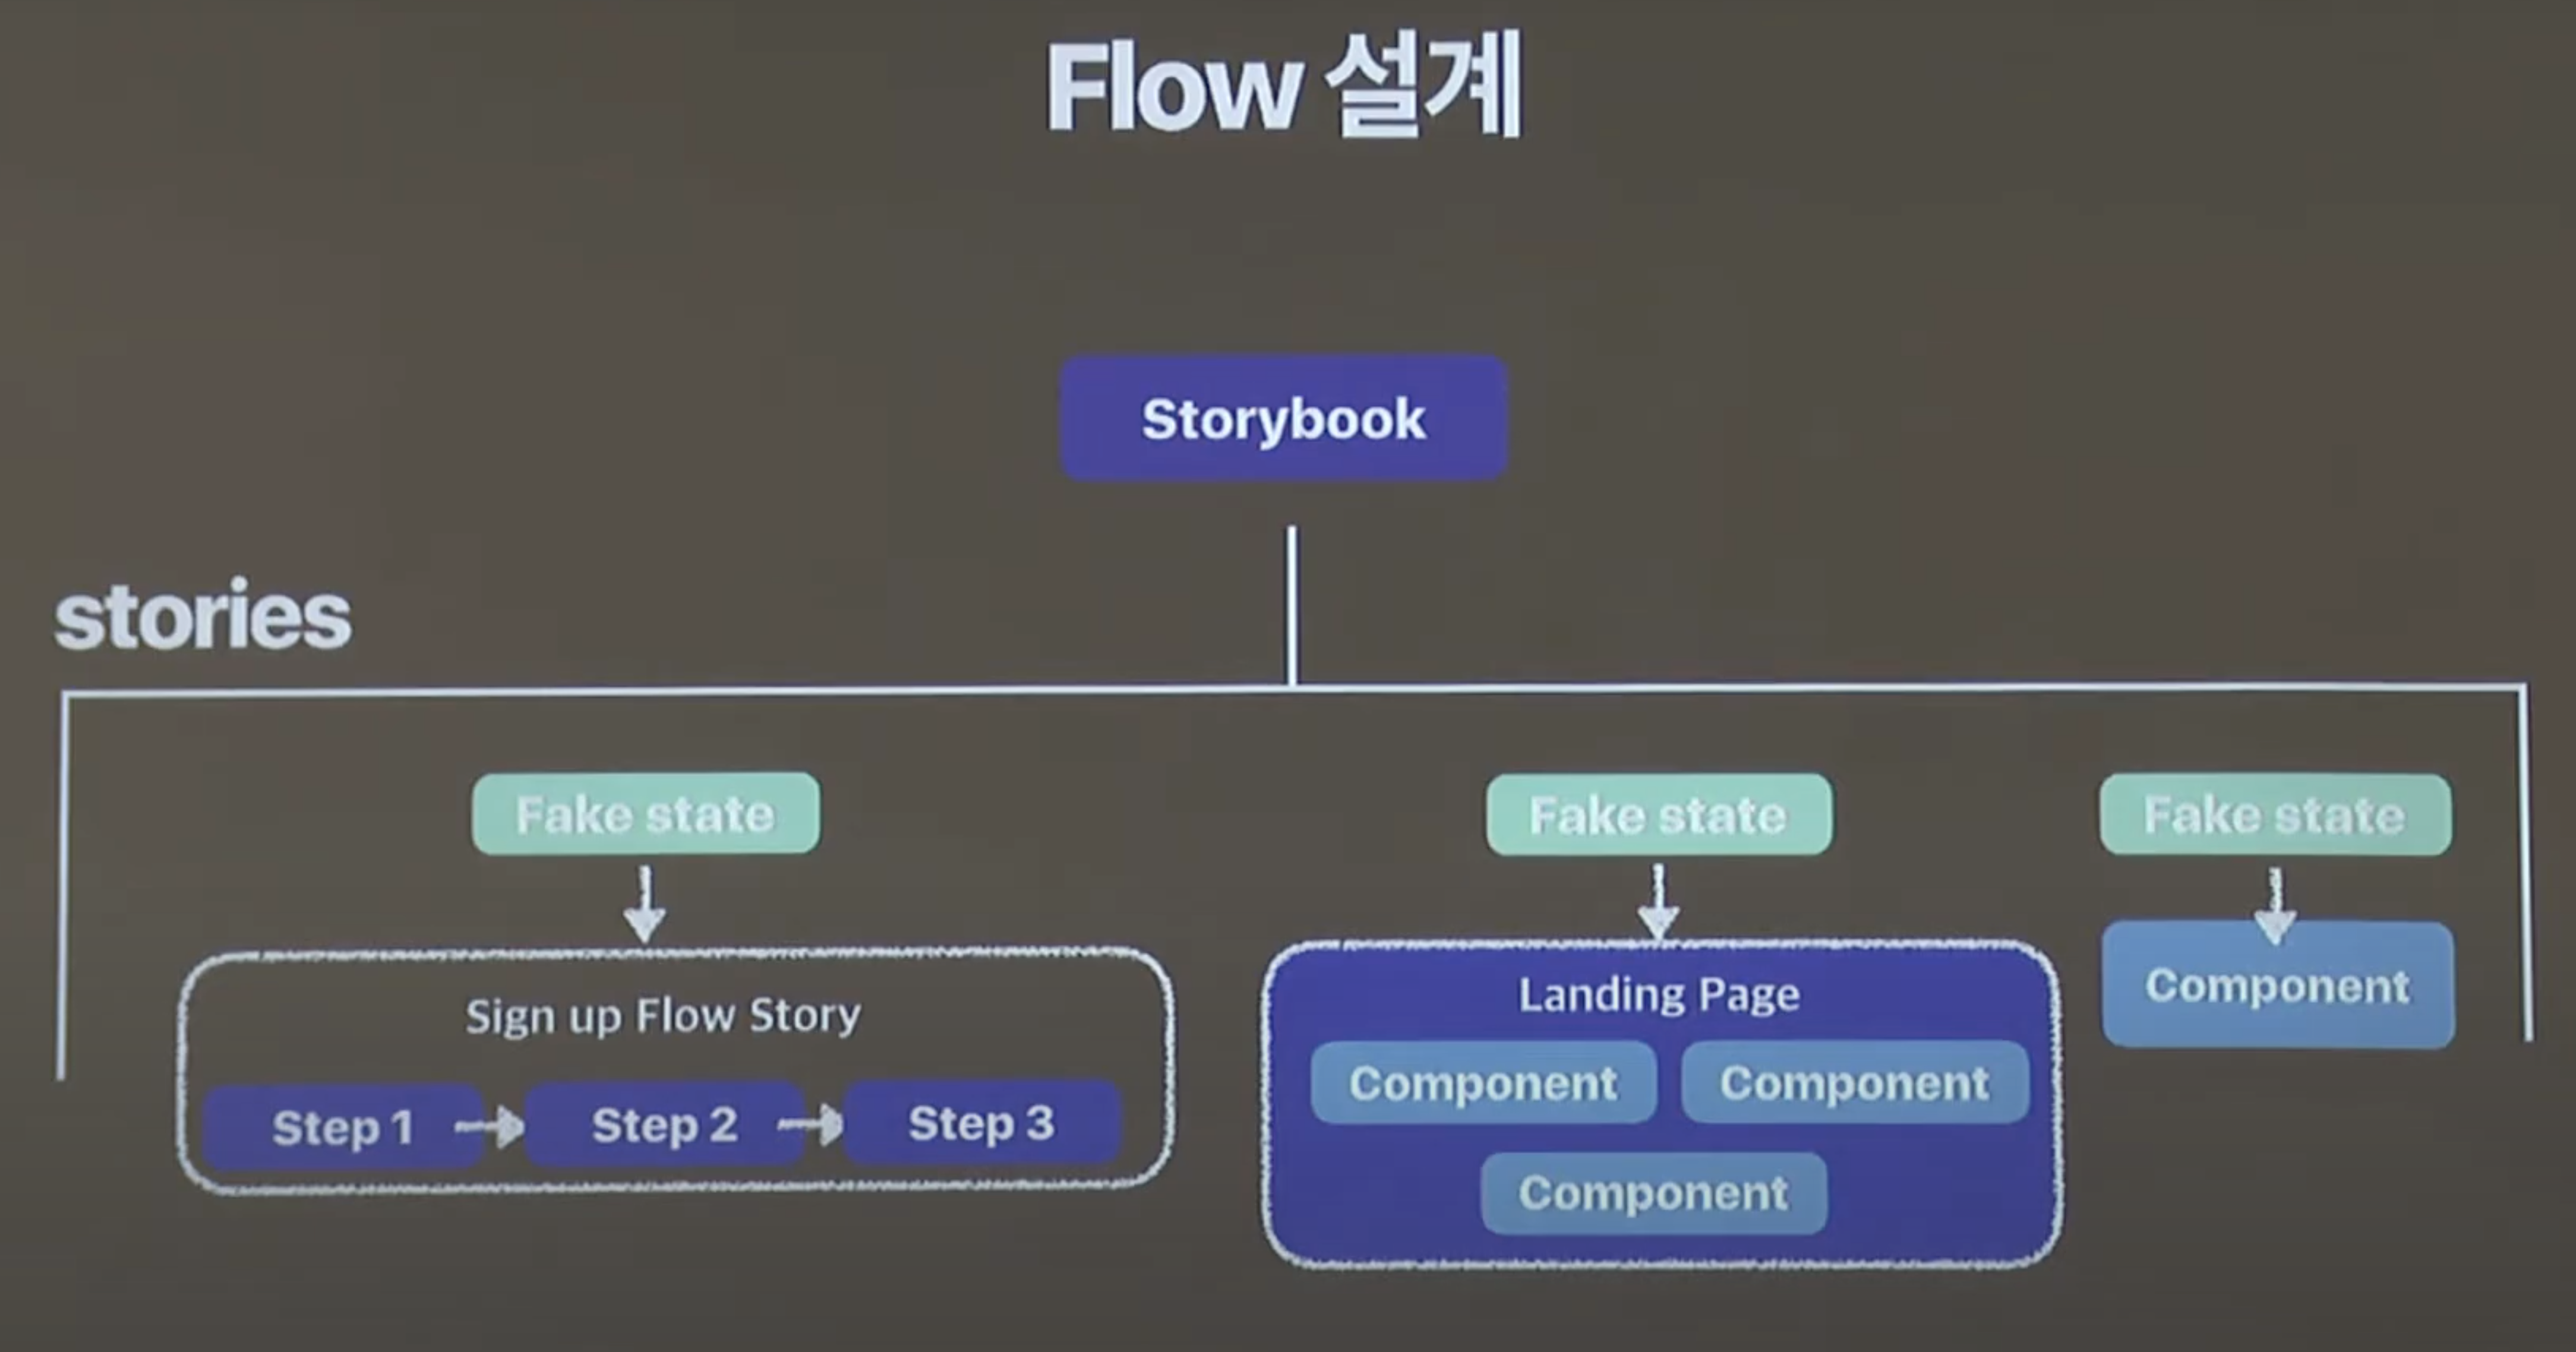 Flow 설계
Storybook
stories
Fake state
Fake state
Fake state
Sign up Flow Story
Step 1
Step 2
Step 3
Landing Page
Component
Component
Component
Component